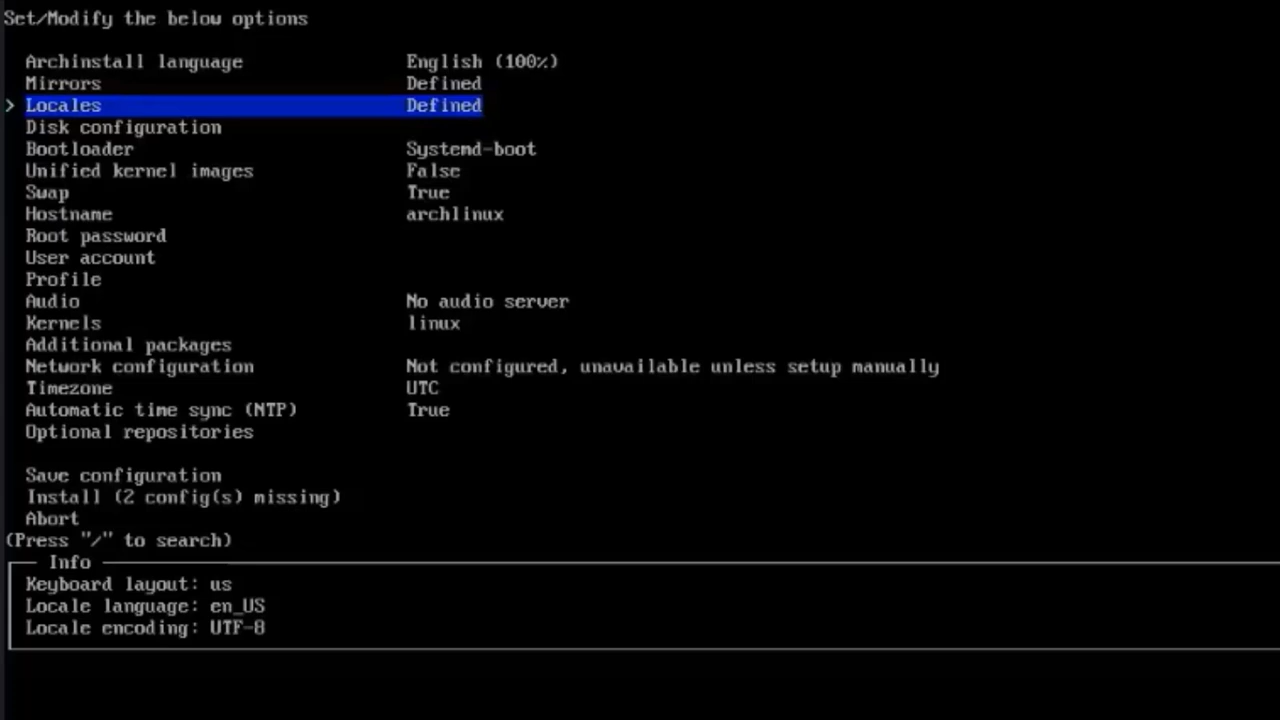 Set/Modify the below options
Archinstall language English (100%)
Mirrors Defined
> Locales Defined
Disk configuration
Bootloader Systemd-boot
Unified kernel images False
Swap True
Hostname archlinux
Root password
User account
Profile
Audio No audio server
Kernels linux
Additional packages
Network configuration Not configured, unavailable unless setup manually
Timezone UTC
Automatic time sync (NTP) True
Optional repositories
Save configuration
Install (2 config(s) missing)
Abort
(Press "/" to search)
Info
Keyboard layout: us
Locale language: en_US
Locale encoding: UTF-8